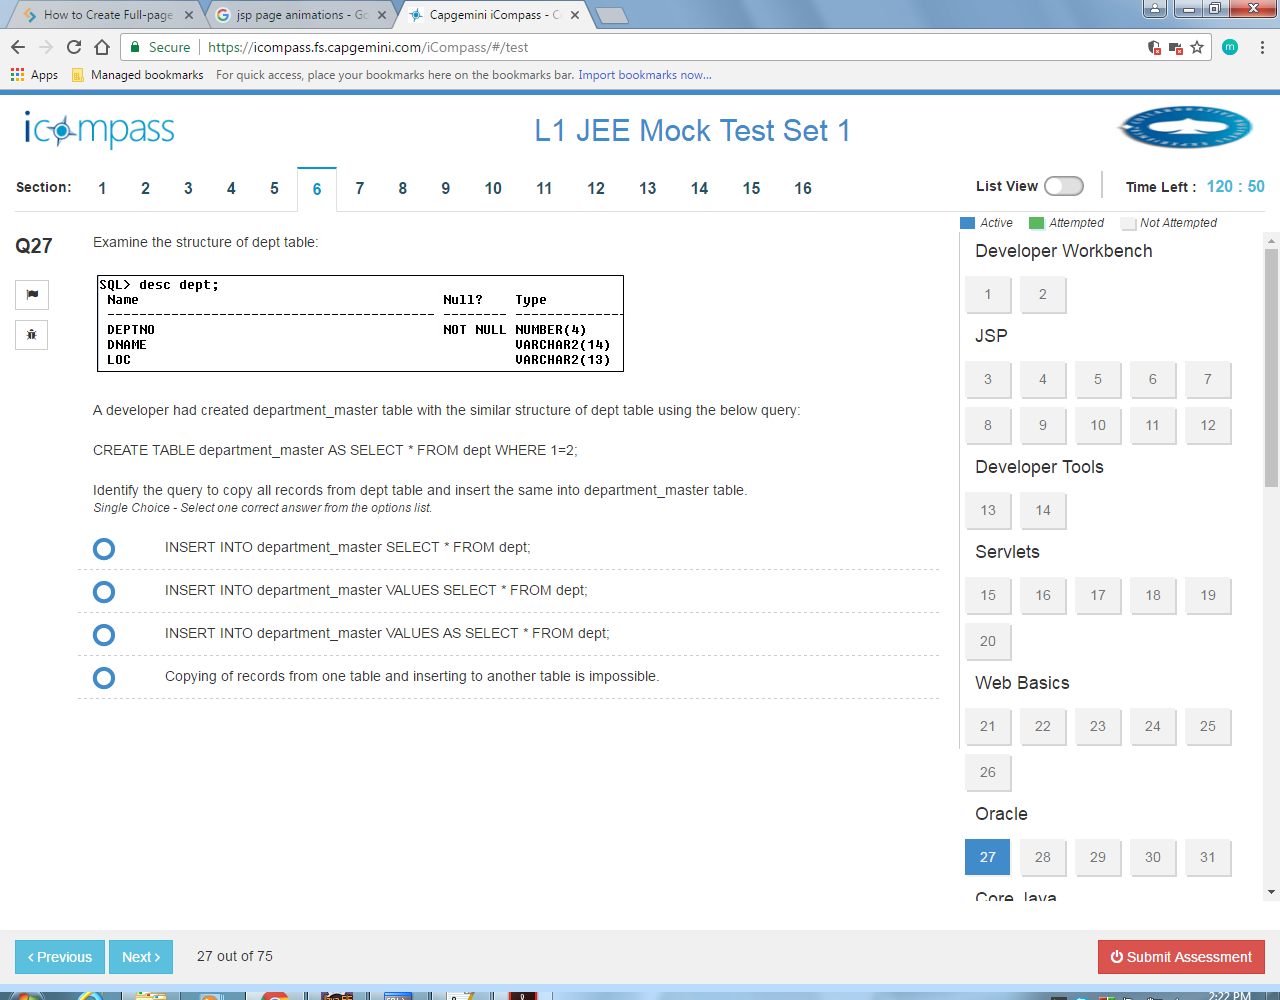 How to Create Full-page
jsp page animations - Go
Capgemini iCompass - C
Secure
https://icompass.fs.capgemini.com/iCompass/#/test
m
Apps
Managed bookmarks
For quick access, place your bookmarks here on the bookmarks bar. Import bookmarks now...
icompass
L1 JEE Mock Test Set 1
Section: 1 2 3 4 5 6 7 8 9 10 11 12 13 14 15 16
List View
Time Left : 120 : 50
Active Attempted Not Attempted
Q27
Examine the structure of dept table:
SQL> desc dept;
Name Null? Type
DEPTNO NOT NULL NUMBER(4)
DNAME VARCHAR2(14)
LOC VARCHAR2(13)
A developer had created department_master table with the similar structure of dept table using the below query:
CREATE TABLE department_master AS SELECT * FROM dept WHERE 1=2;
Identify the query to copy all records from dept table and insert the same into department_master table.
Single Choice - Select one correct answer from the options list.
INSERT INTO department_master SELECT * FROM dept;
INSERT INTO department_master VALUES SELECT * FROM dept;
INSERT INTO department_master VALUES AS SELECT * FROM dept;
Copying of records from one table and inserting to another table is impossible.
Developer Workbench
1 2
JSP
3 4 5 6 7
8 9 10 11 12
Developer Tools
13 14
Servlets
15 16 17 18 19
20
Web Basics
21 22 23 24 25
26
Oracle
27 28 29 30 31
Core Java
< Previous
Next >
27 out of 75
Submit Assessment
2:22 PM